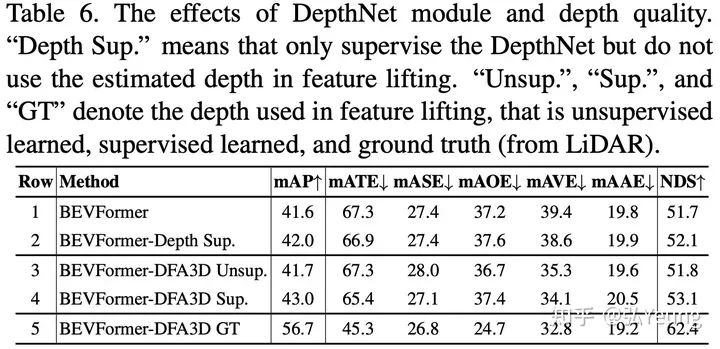 Table 6. The effects of DepthNet module and depth quality.
“Depth Sup.” means that only supervise the DepthNet but do not
use the estimated depth in feature lifting. “Unsup.”, “Sup.”, and
“GT” denote the depth used in feature lifting, that is unsupervised
learned, supervised learned, and ground truth (from LiDAR).
Row Method mAP↑ mATE↓ mASE↓ mAOE↓ mAVE↓ mAAE↓ NDS↑
1 BEVFormer 41.6 67.3 27.4 37.2 39.4 19.8 51.7
2 BEVFormer-Depth Sup. 42.0 66.9 27.4 37.6 38.6 19.9 52.1
3 BEVFormer-DFA3D Unsup. 41.7 67.3 28.0 36.7 35.3 19.6 51.8
4 BEVFormer-DFA3D Sup. 43.0 65.4 27.1 37.4 34.1 20.5 53.1
5 BEVFormer-DFA3D GT 56.7 45.3 26.8 24.7 32.8 19.2 62.4
知乎 @弘Yeung